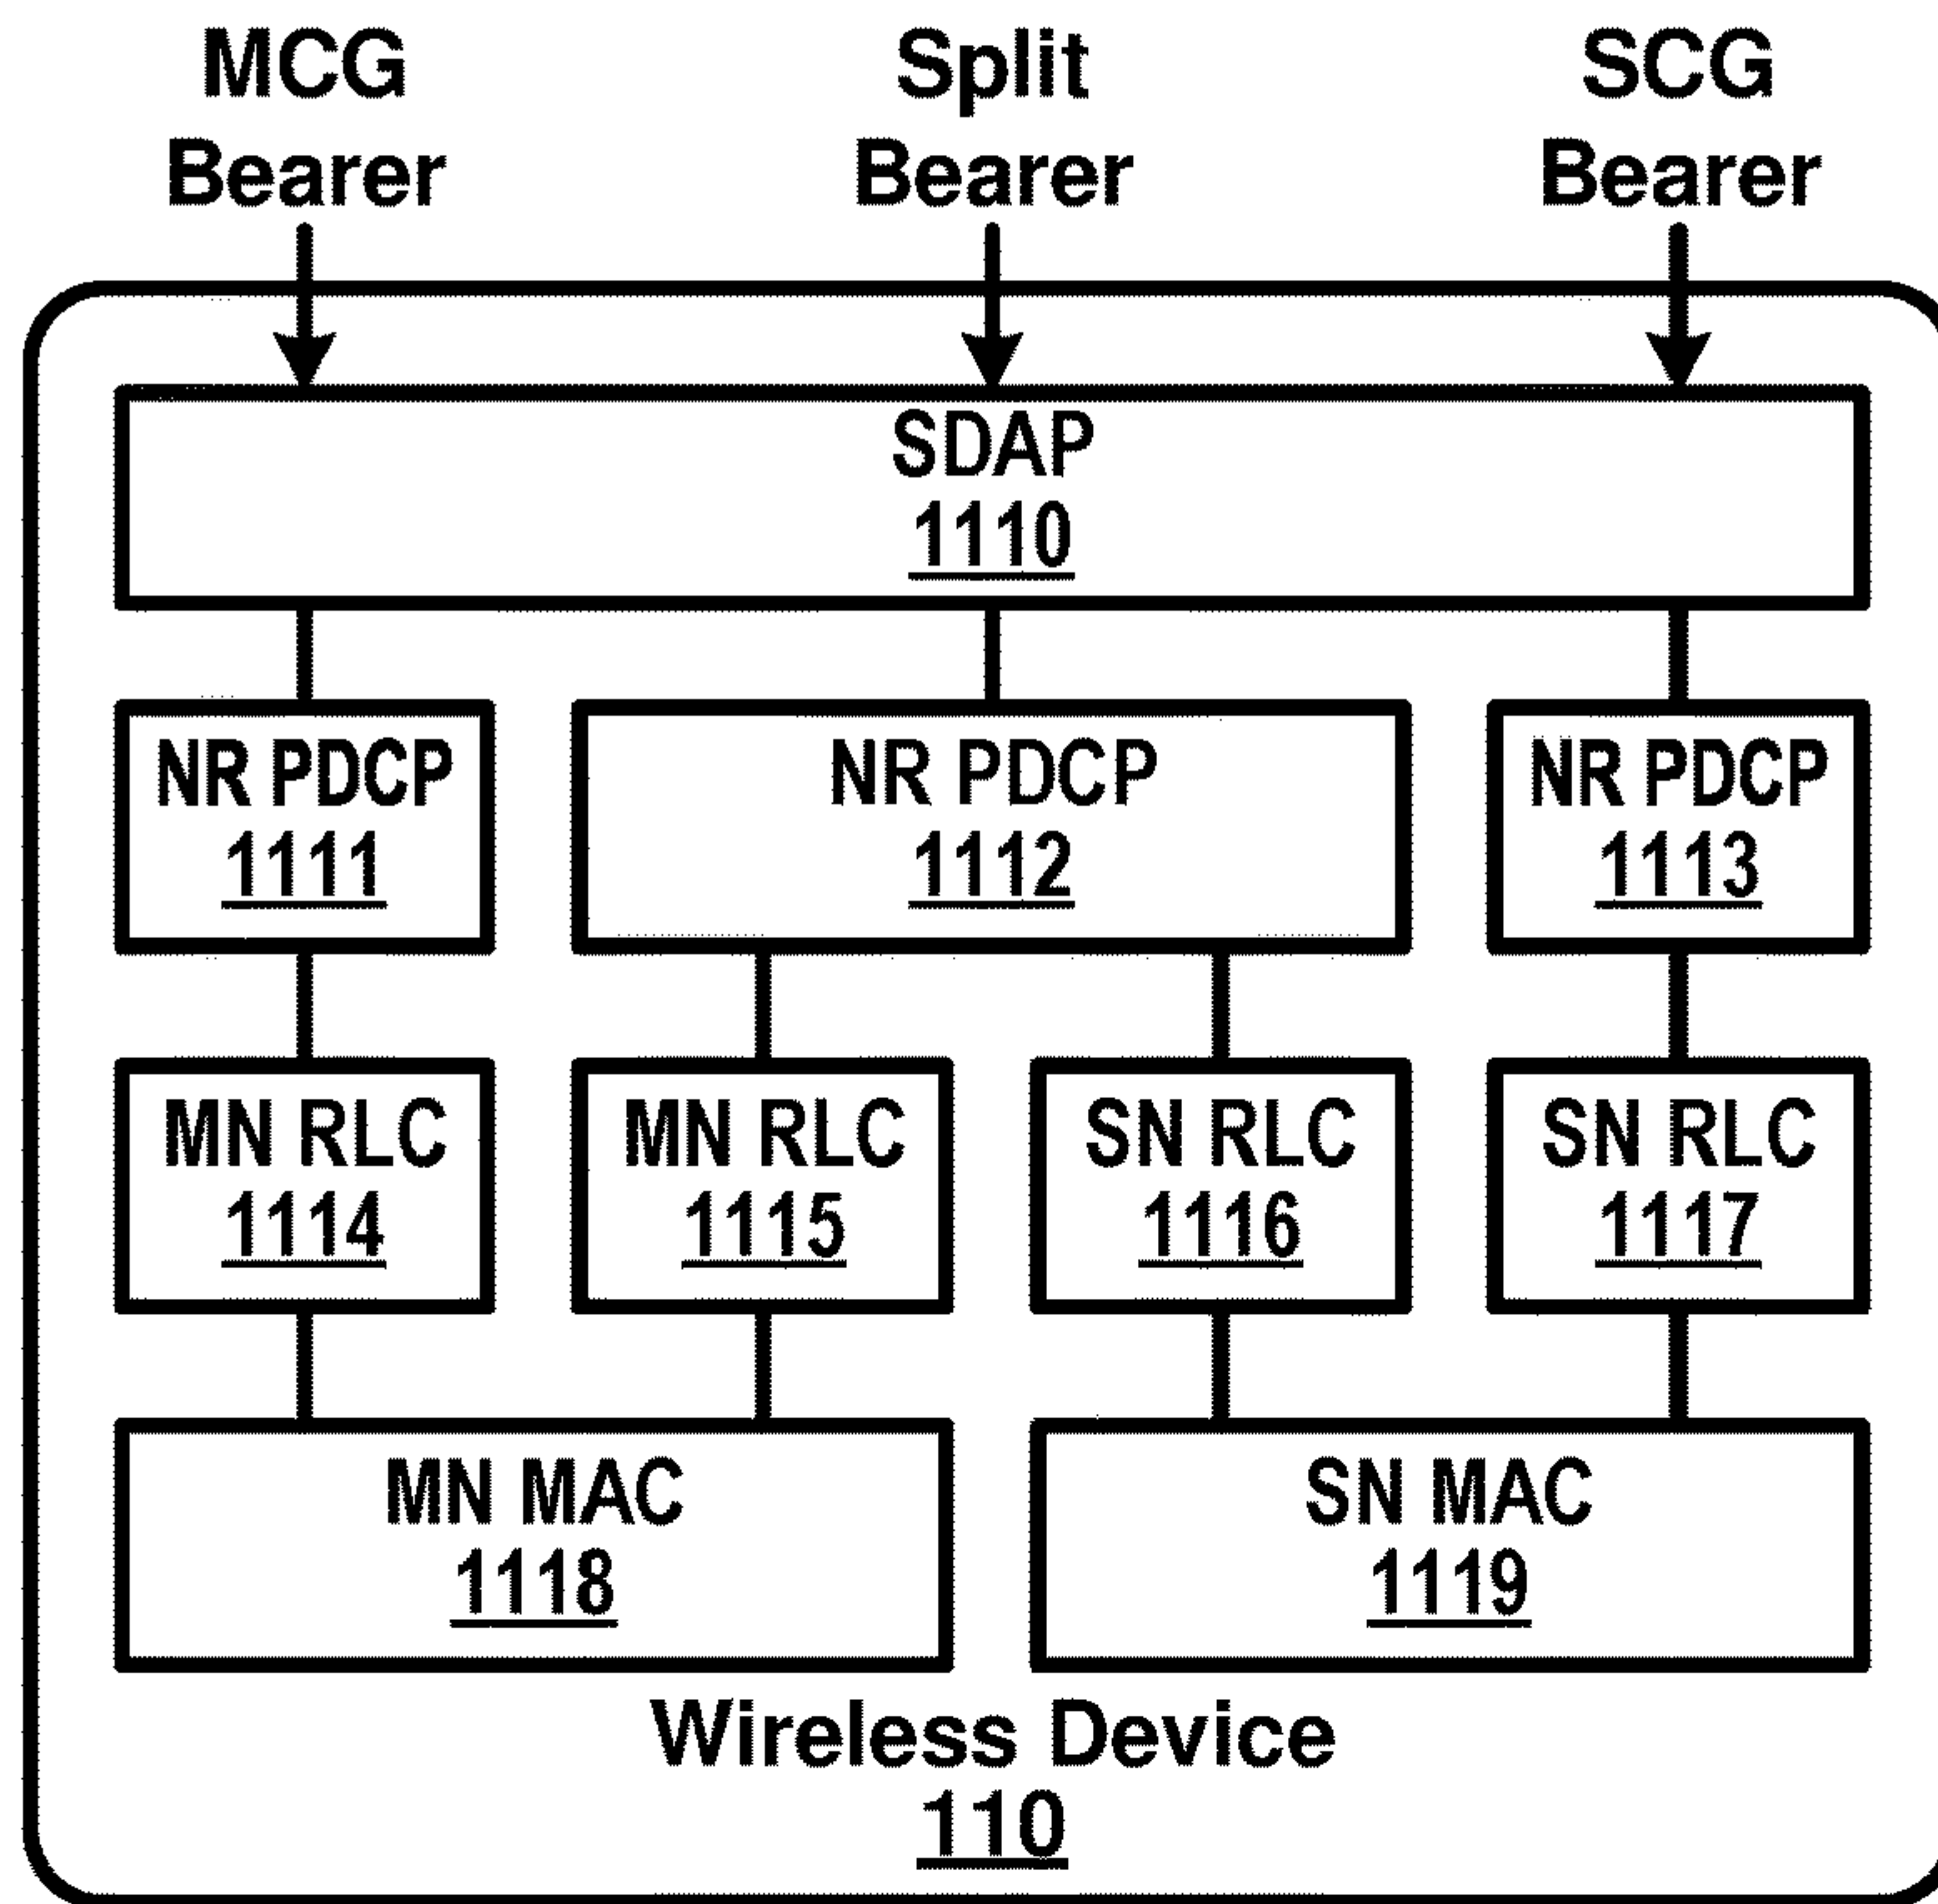 MCG
Bearer
Split
Bearer
SCG
Bearer
SDAP
1110
NR PDCP
1111
NR PDCP
1112
NR PDCP
1113
MN RLC
1114
MN RLC
1115
SN RLC
1116
SN RLC
1117
MN MAC
1118
SN MAC
1119
Wireless Device
110